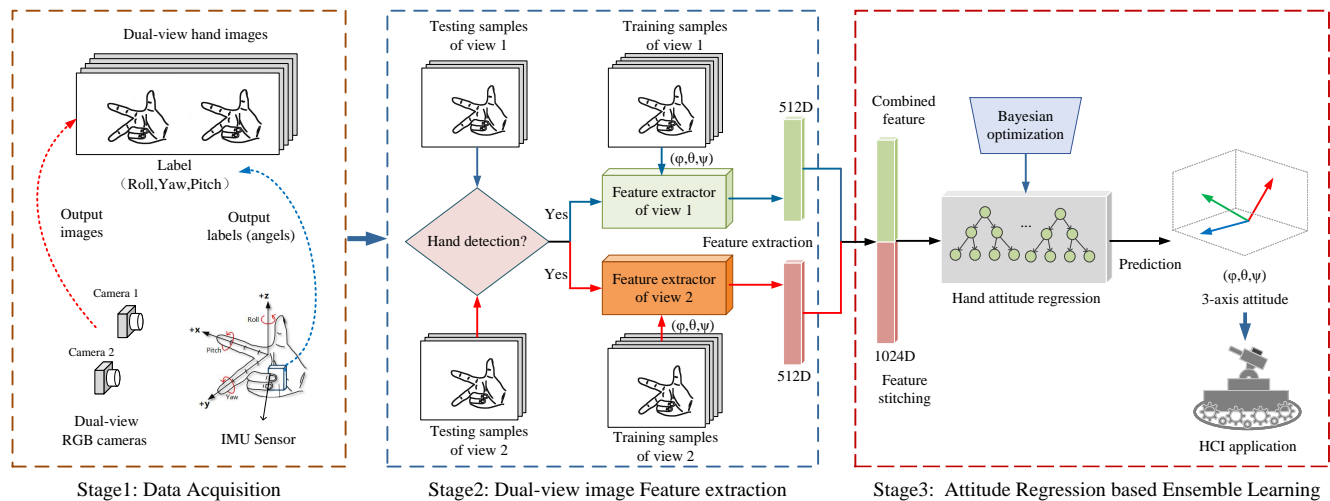 Dual-view hand images
Label
（Roll,Yaw,Pitch）
Output
images
Output
labels (angels)
Camera 1
Camera 2
Dual-view
RGB cameras
+z
Roll
+x
Pitch
Yaw
+y
IMU Sensor
Stage1: Data Acquisition
Testing samples
of view 1
Training samples
of view 1
(φ,θ,ψ)
Hand detection?
Yes
Yes
Feature extractor
of view 1
Feature extraction
Feature extractor
of view 2
(φ,θ,ψ)
Testing samples
of view 2
Training samples
of view 2
512D
512D
Stage2: Dual-view image Feature extraction
Combined
feature
1024D
Feature
stitching
Bayesian
optimization
...
Hand attitude regression
Prediction
(φ,θ,ψ)
3-axis attitude
HCI application
Stage3: Attitude Regression based Ensemble Learning